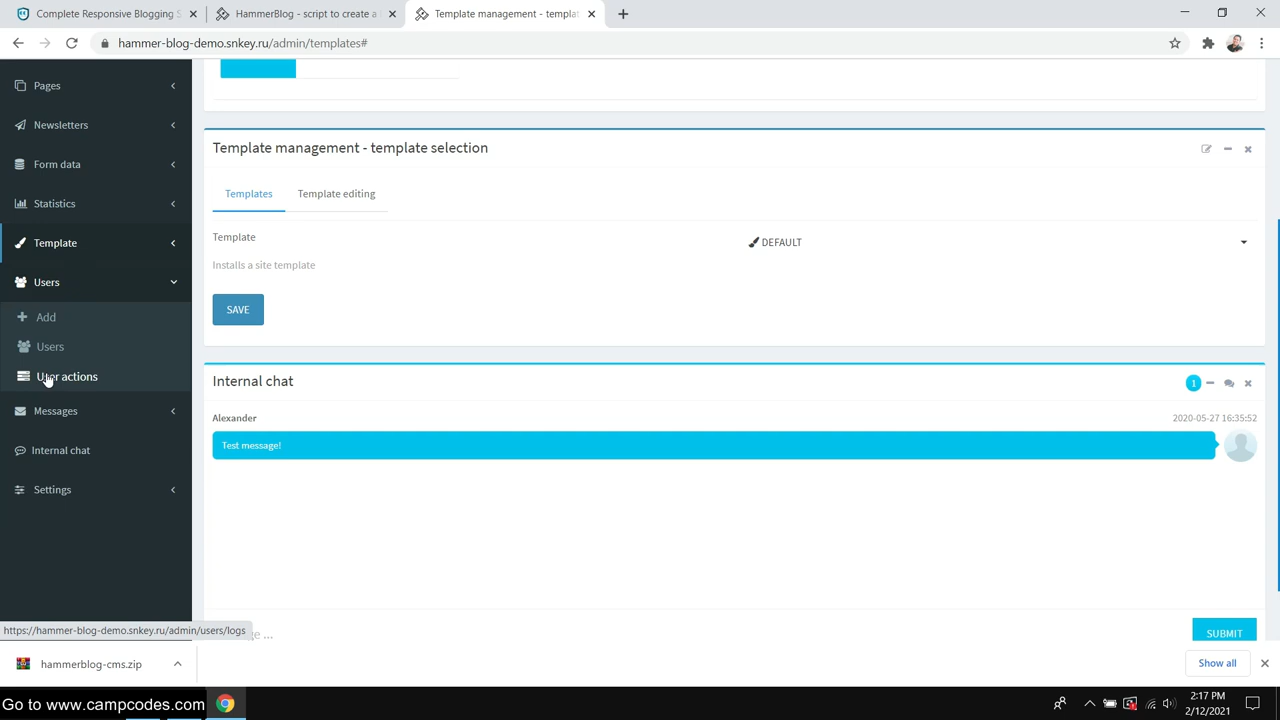 Complete Responsive Blogging S
HammerBlog - script to create a
Template management - templat
hammer-blog-demo.snkey.ru/admin/templates#
Pages
Newsletters
Form data
Statistics
Template
Users
Add
Users
User actions
Messages
Internal chat
Settings
Template management - template selection
Templates
Template editing
Template
DEFAULT
Installs a site template
SAVE
Internal chat
1
Alexander
2020-05-27 16:35:52
Test message!
...
SUBMIT
https://hammer-blog-demo.snkey.ru/admin/users/logs
hammerblog-cms.zip
Show all
Go to www.campcodes.com
2:17 PM
2/12/2021